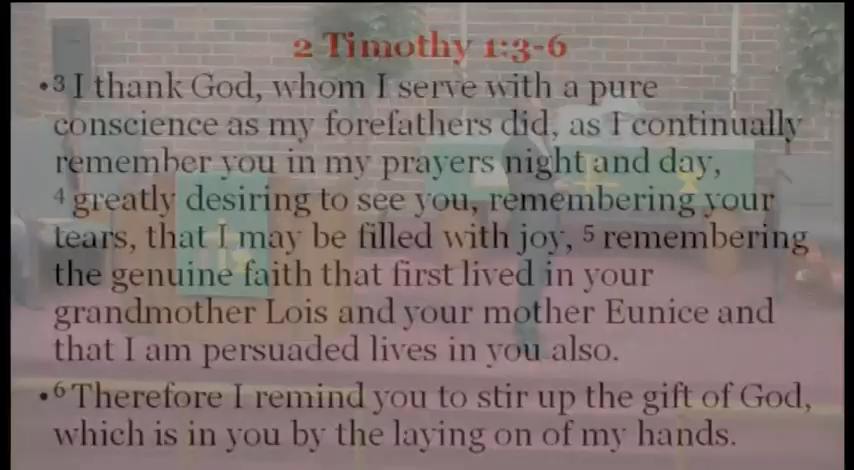 2 Timothy 1:3-6
•3 I thank God, whom I serve with a pure
conscience as my forefathers did, as I continually
remember you in my prayers night and day,
4 greatly desiring to see you, remembering your
tears, that I may be filled with joy, 5 remembering
the genuine faith that first lived in your
grandmother Lois and your mother Eunice and
that I am persuaded lives in you also.
•6 Therefore I remind you to stir up the gift of God,
which is in you by the laying on of my hands.